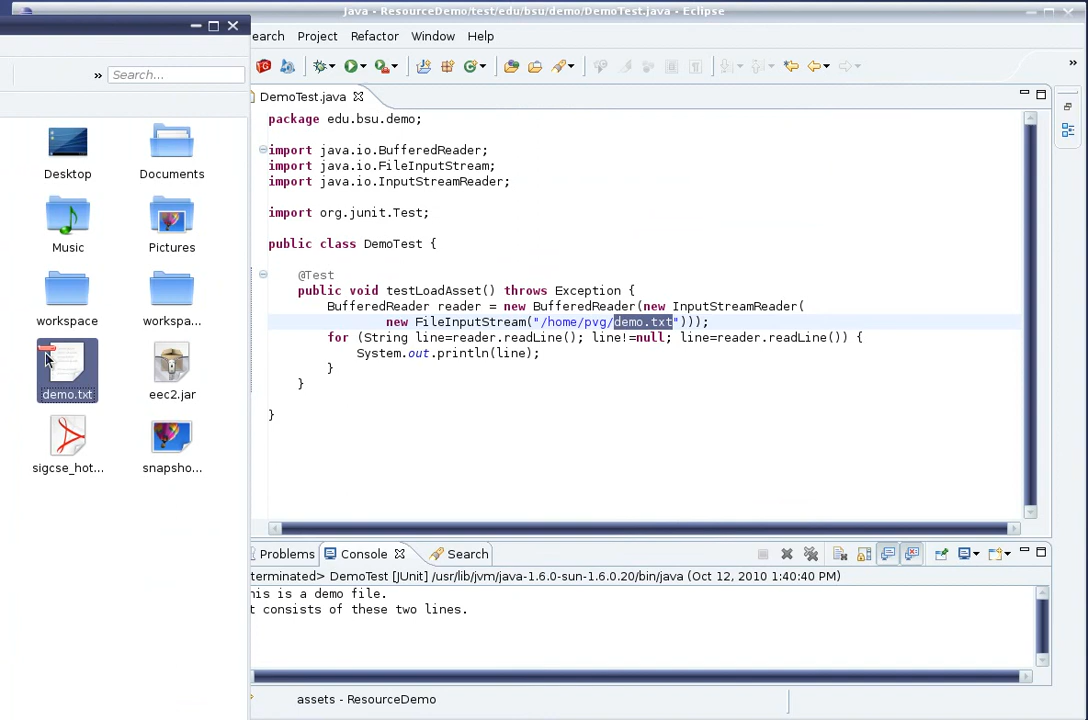 java - ResourceDemo/test/edu/bsu/demo/DemoTest.java - Eclipse
earch Project Refactor Window Help
» Search...
»
DemoTest.java
Desktop Documents
Music Pictures
workspace workspa...
demo.txt eec2.jar
sigcse_hot... snapsho...
package edu.bsu.demo;
import java.io.BufferedReader;
import java.io.FileInputStream;
import java.io.InputStreamReader;
import org.junit.Test;
public class DemoTest {
@Test
public void testLoadAsset() throws Exception {
BufferedReader reader = new BufferedReader(new InputStreamReader(
new FileInputStream("/home/pvg/demo.txt")));
for (String line=reader.readLine(); line!=null; line=reader.readLine()) {
System.out.println(line);
}
}
}
Problems Console Search
terminated> DemoTest [JUnit] /usr/lib/jvm/java-1.6.0-sun-1.6.0.20/bin/java (Oct 12, 2010 1:40:40 PM)
his is a demo file.
t consists of these two lines.
assets - ResourceDemo